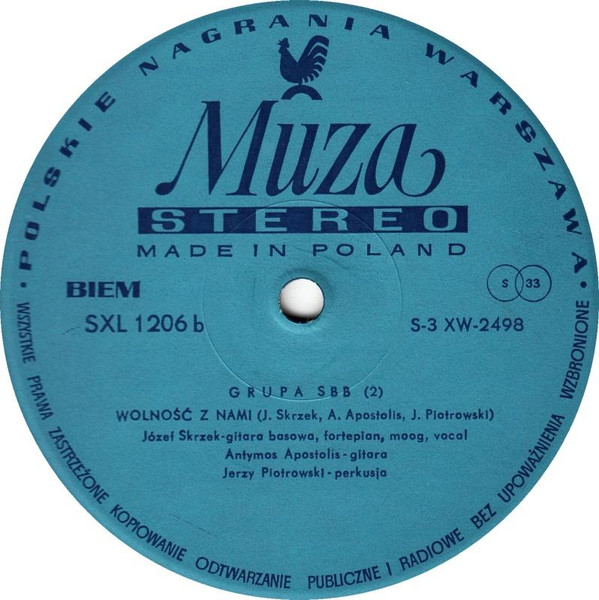 • POLSKIE NAGRANIA WARSZAWA •
Muza
STEREO
MADE IN POLAND
BIEM
S 33
SXL 1206 b
S-3 XW-2498
GRUPA SBB (2)
WOLNOŚĆ Z NAMI (J. Skrzek, A. Apostolis, J. Piotrowski)
Józef Skrzek-gitara basowa, fortepian, moog, vocal
Antymos Apostolis - gitara
Jerzy Piotrowski - perkusja
WSZYSTKIE PRAWA ZASTRZEŻONE KOPIOWANIE ODTWARZANIE PUBLICZNE I RADIOWE BEZ UPOWAŻNIENIA WZBRONIONE